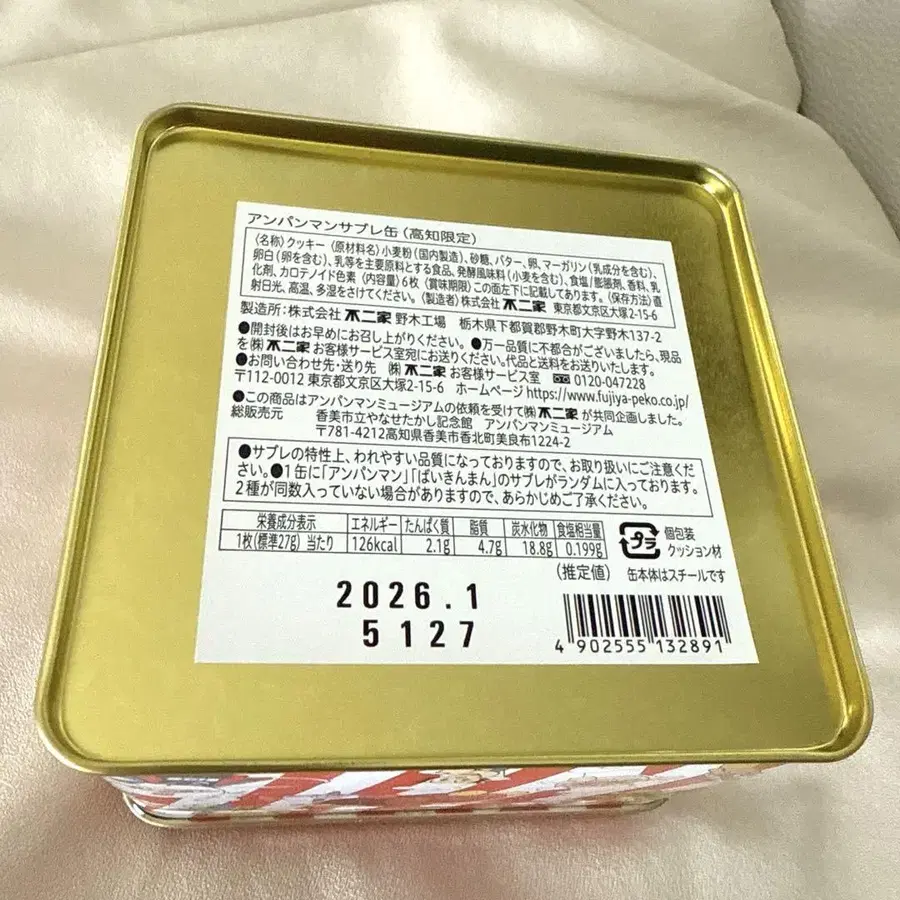 アンパンマンサブレ缶(高知限定)
〈名称〉クッキー〈原材料名〉小麦粉(国内製造)、砂糖、バター、卵、マーガリン(乳成分を含む)、
卵白(卵を含む)、乳等を主要原料とする食品、発酵風味料(小麦を含む)、食塩/膨脹剤、香料、乳
化剤、カロテノイド色素〈内容量〉6枚〈賞味期限〉この面左下に記載してあります。〈保存方法〉直
射日光、高温、多湿をさけてください。〈製造者〉株式会社 不二家 東京都文京区大塚2-15-6
製造所:株式会社 不二家 野木工場 栃木県下都賀郡野木町大字野木137-2
●開封後はお早めにお召し上がりください。●万一品質に不都合がございましたら、現品
を㈱不二家お客様サービス室宛にお送りください。代品と送料をお送りいたします。
●お問い合わせ先・送り先 ㈱不二家お客様サービス室 0120-047228
〒112-0012 東京都文京区大塚2-15-6 ホームページ https://www.fujiya-peko.co.jp/
●この商品はアンパンマンミュージアムの依頼を受けて㈱不二家が共同企画しました。
総販売元 香美市立やなせたかし記念館 アンパンマンミュージアム
〒781-4212高知県香美市香北町美良布1224-2
●サブレの特性上、われやすい品質になっておりますので、お取り扱いにご注意くだ
さい。●1缶に「アンパンマン」「ばいきんまん」のサブレがランダムに入っております。
2種が同数入っていない場合がありますので、あらかじめご了承ください。
栄養成分表示 エネルギー たんぱく質 脂質 炭水化物 食塩相当量
1枚(標準27g)当たり 126kcal 2.1g 4.7g 18.8g 0.199g
(推定値)
プラ
個包装
クッション材
缶本体はスチールです
2026.1
5127
4 902555 132891